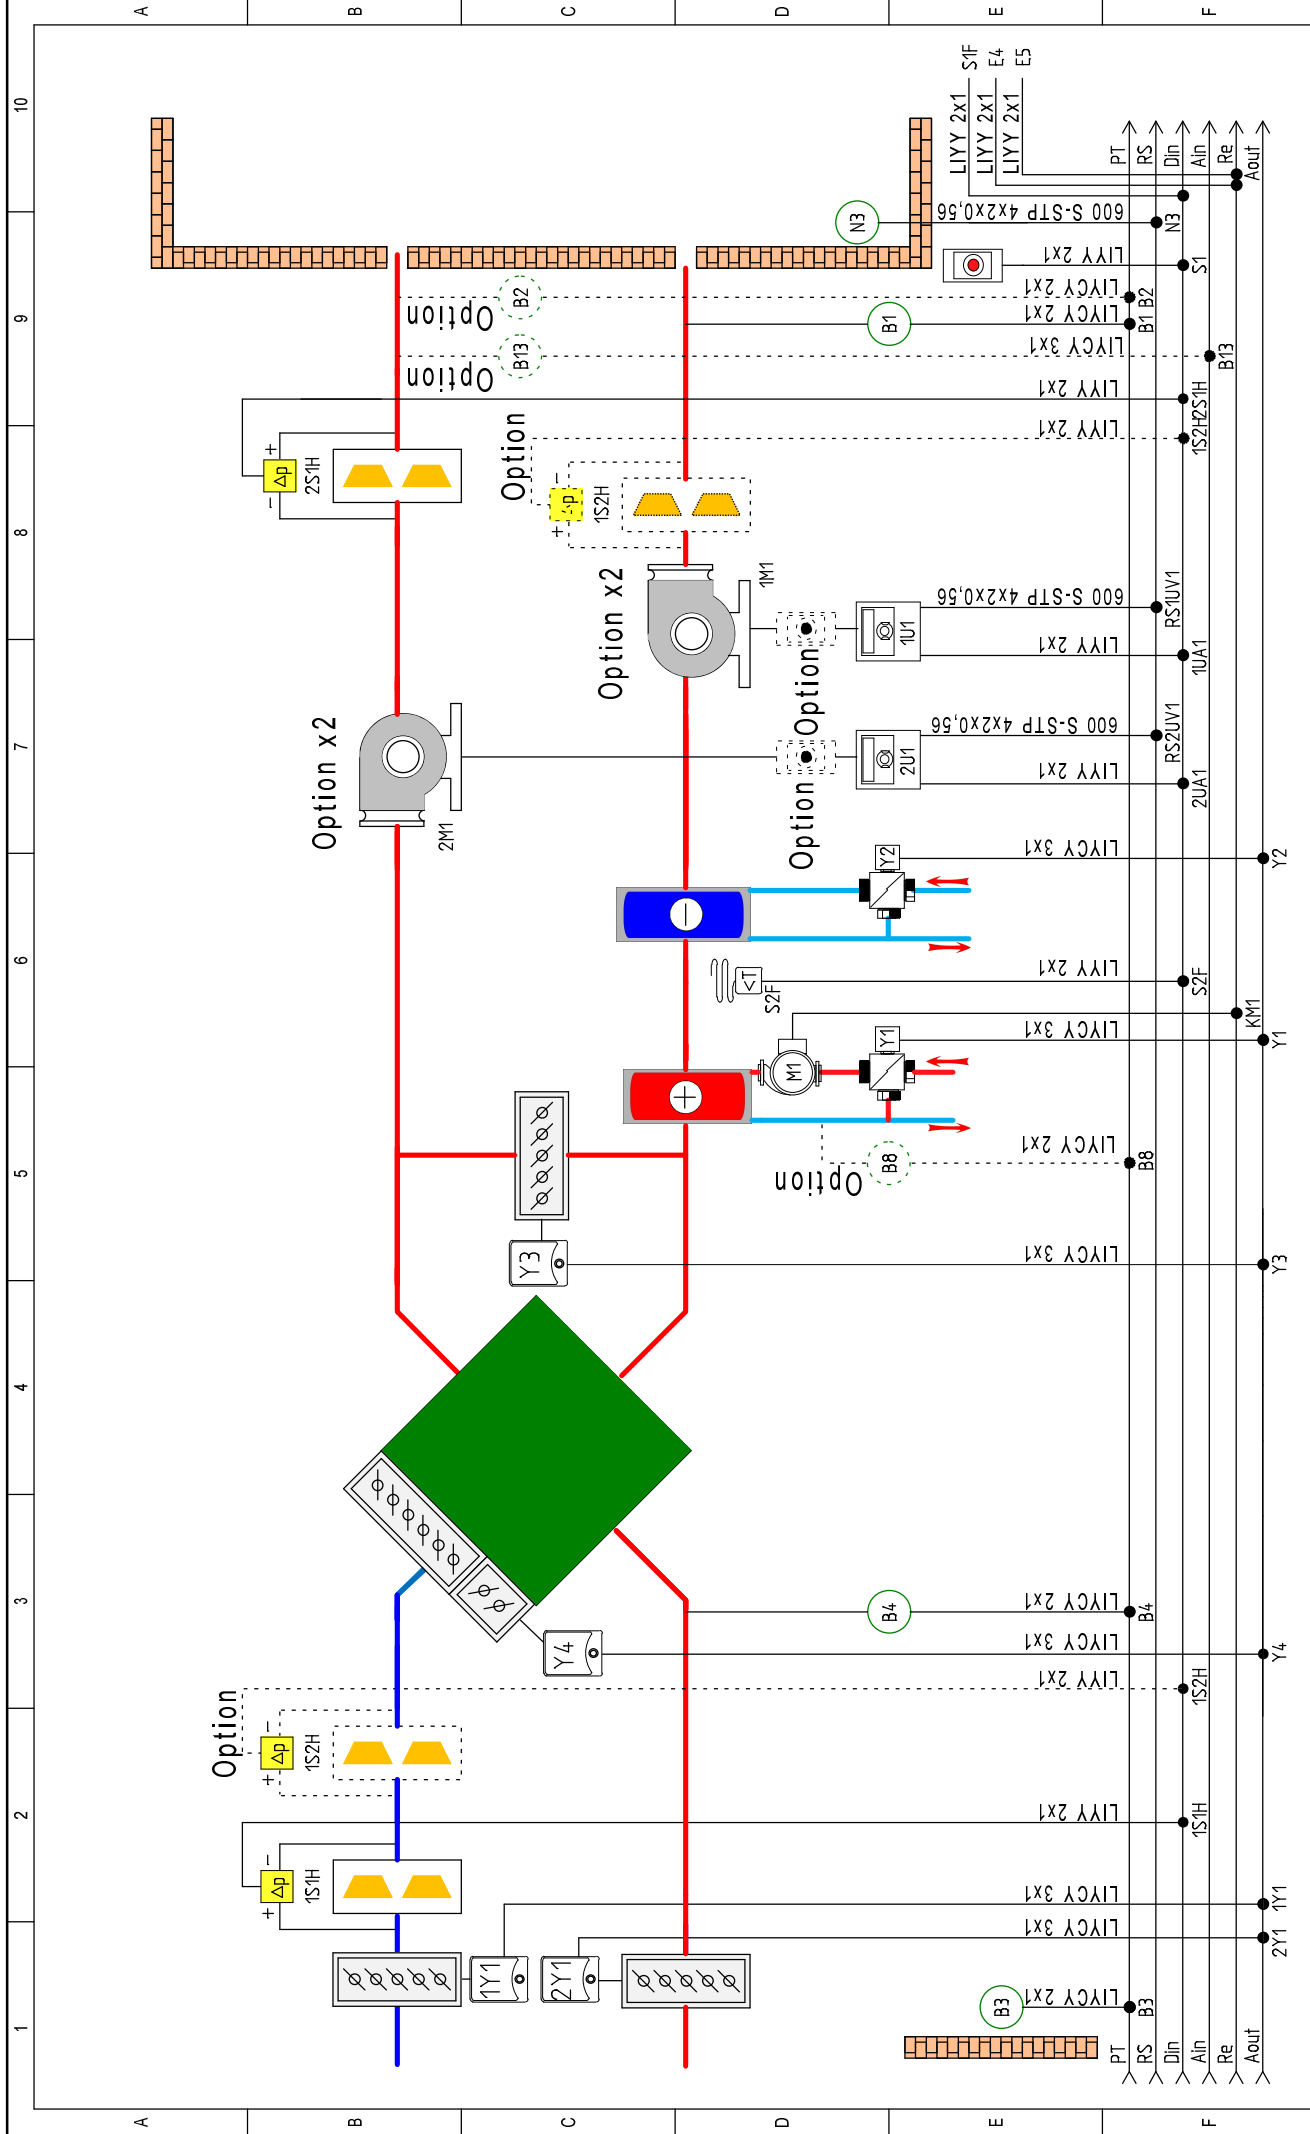 A
B
C
D
E
F
10
9
8
7
6
5
4
3
2
1
S1F
E4
E5
LIYY 2x1
LIYY 2x1
LIYY 2x1
PT
RS
Din
Ain
Re
Aout
N3
600 S-STP 4x2x0,56
N3
LIYY 2x1
S1
B2
Option
LIYCY 2x1
B2
B1
LIYCY 2x1
B1
B13
Option
LIYCY 3x1
B13
LIYY 2x1
2S1H
+
Δp
-
2S1H
Option
LIYY 2x1
1S2H
-
p
+
1S2H
Option x2
1M1
Option
1U1
600 S-STP 4x2x0,56
RS1UV1
LIYY 2x1
1UA1
Option x2
2M1
Option
2U1
600 S-STP 4x2x0,56
RS2UV1
LIYY 2x1
2UA1
Y2
LIYCY 3x1
Y2
<T
S2F
LIYY 2x1
S2F
KM1
M1
Y1
LIYCY 3x1
Y1
B8
Option
LIYCY 2x1
B8
Y3
LIYCY 3x1
Y3
B4
LIYCY 2x1
B4
Y4
LIYCY 3x1
Y4
Option
LIYY 2x1
1S2H
-
Δp
+
1S2H
LIYY 2x1
1S1H
-
Δp
+
1S1H
1Y1
LIYCY 3x1
1Y1
2Y1
LIYCY 3x1
2Y1
B3
LIYCY 2x1
B3
PT
RS
Din
Ain
Re
Aout
A
B
C
D
E
F